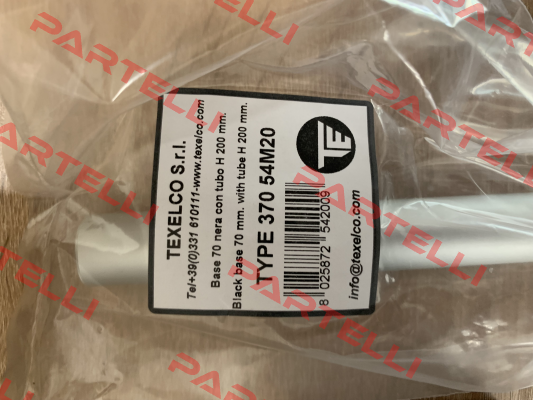 TEXELCO S.r.l.
Tel+39(0)331 610111-www.texelco.com
Base 70 nera con tubo H 200 mm.
Black base 70 mm. with tube H 200 mm.
TYPE 370 54M20
8 025872 542009
info@texelco.com
TE
PARTELLI
PARTELLI
PARTELLI
PARTELLI
PARTELLI
PARTELLI